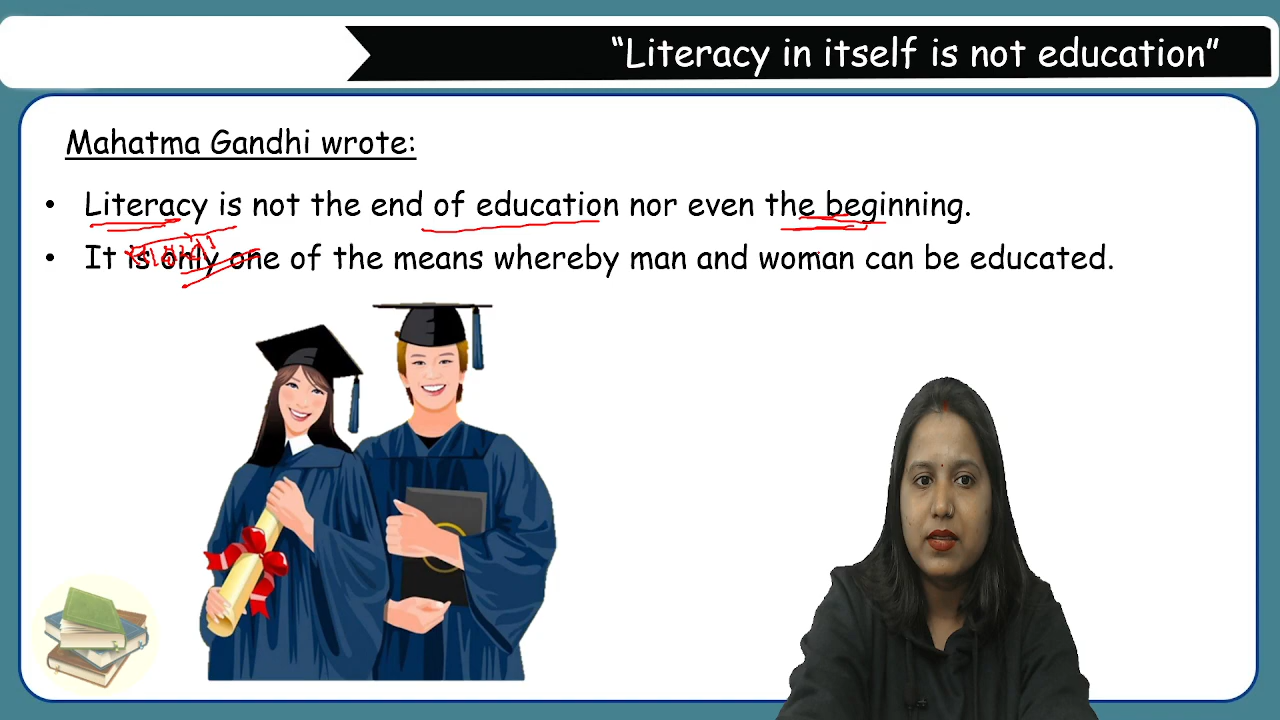 “Literacy in itself is not education”
Mahatma Gandhi wrote:
• Literacy is not the end of education nor even the beginning.
• It is only one of the means whereby man and woman can be educated.